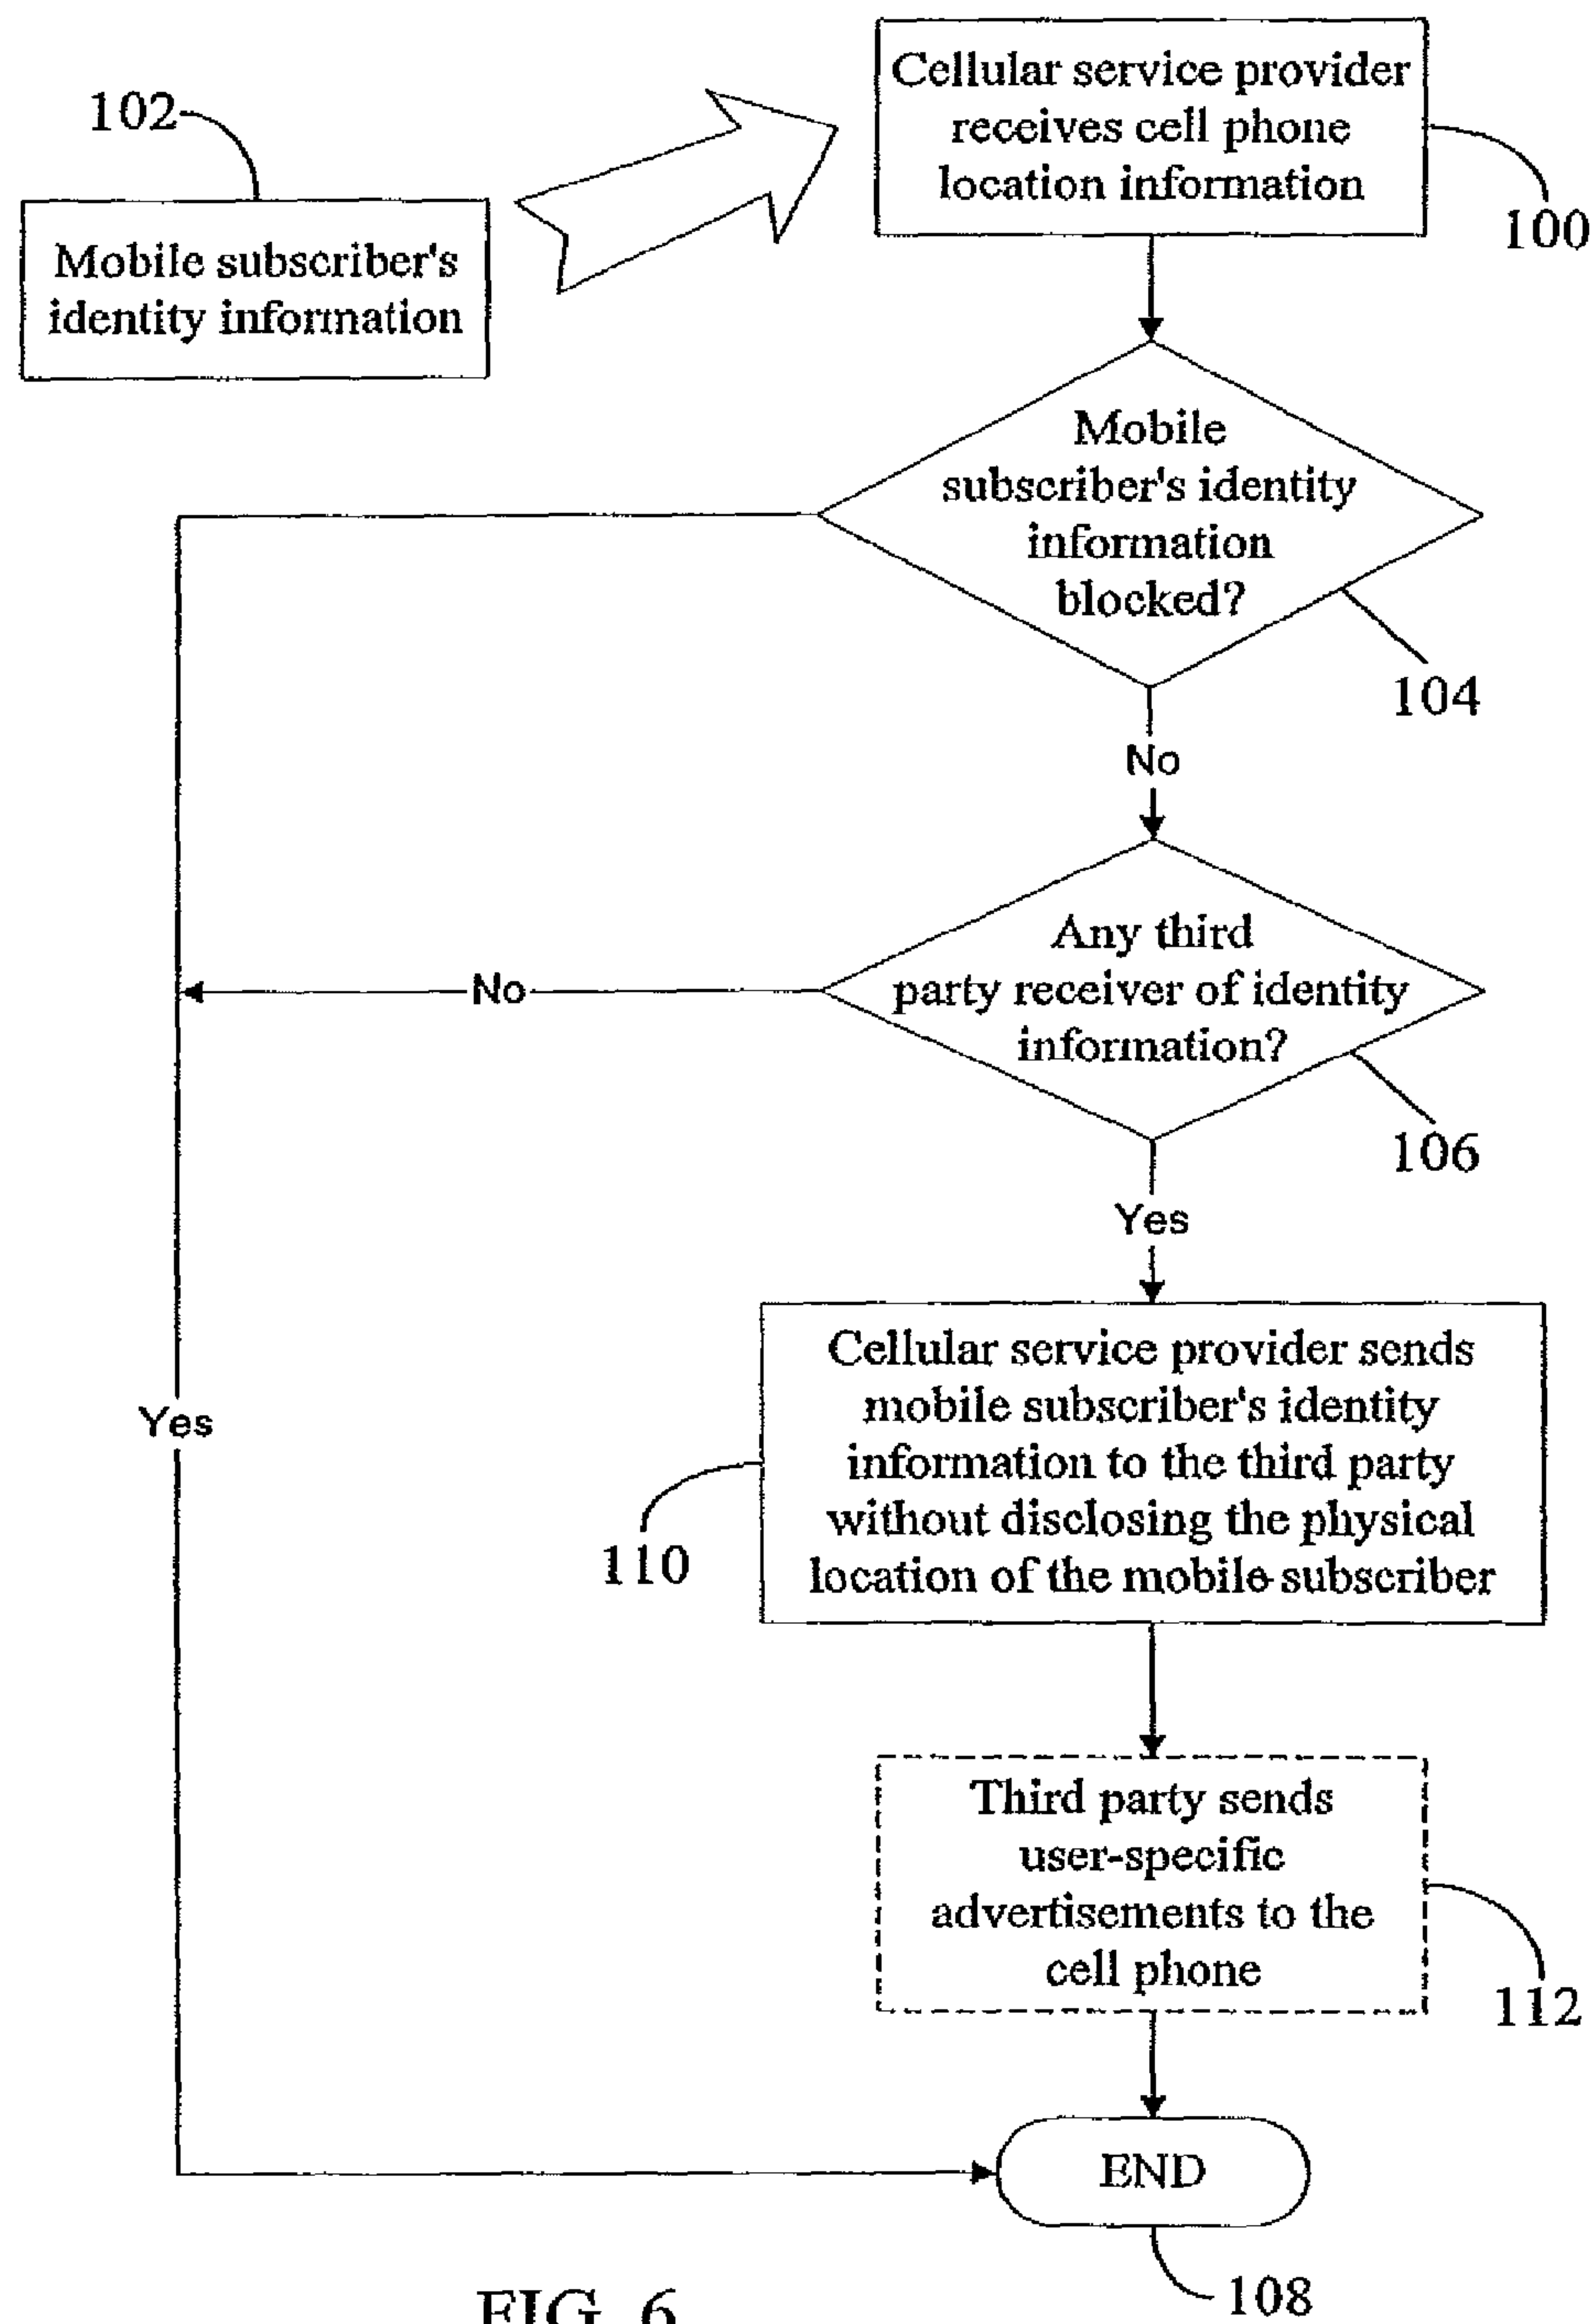 Cellular service provider
receives cell phone
location information
100
102
Mobile subscriber's
identity information
Mobile
subscriber's identity
information
blocked?
104
No
Any third
party receiver of identity
information?
106
No
Yes
Cellular service provider sends
mobile subscriber's identity
information to the third party
without disclosing the physical
location of the mobile subscriber
110
Yes
Third party sends
user-specific
advertisements to the
cell phone
112
END
108
FIG. 6